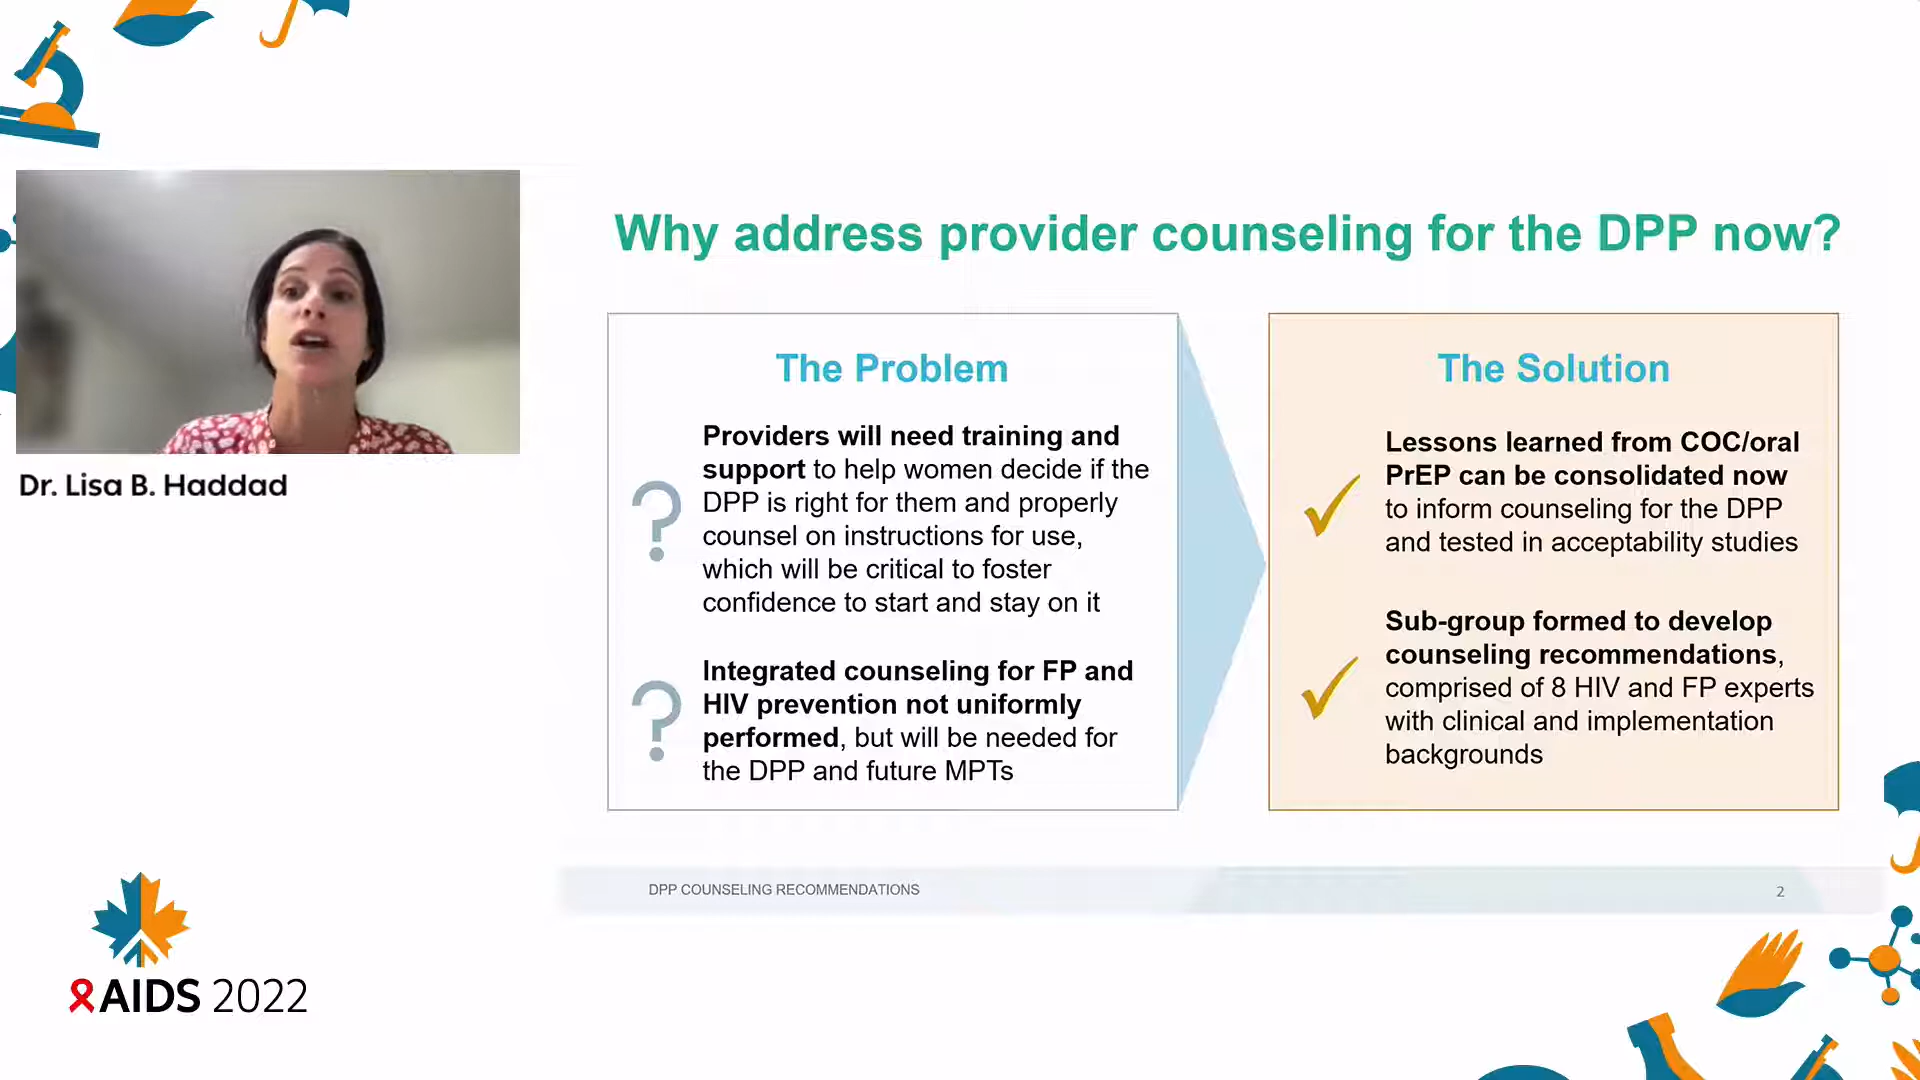 Why address provider counseling for the DPP now?
Dr. Lisa B. Haddad
The Problem
Providers will need training and
support to help women decide if the
DPP is right for them and properly
counsel on instructions for use,
which will be critical to foster
confidence to start and stay on it
Integrated counseling for FP and
HIV prevention not uniformly
performed, but will be needed for
the DPP and future MPTs
The Solution
Lessons learned from COC/oral
PrEP can be consolidated now
to inform counseling for the DPP
and tested in acceptability studies
Sub-group formed to develop
counseling recommendations,
comprised of 8 HIV and FP experts
with clinical and implementation
backgrounds
DPP COUNSELING RECOMMENDATIONS
2
AIDS 2022